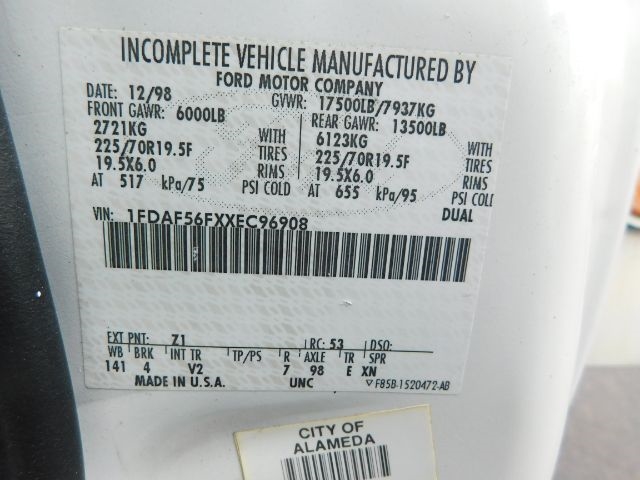 INCOMPLETE VEHICLE MANUFACTURED BY
FORD MOTOR COMPANY
DATE: 12/98 GVWR: 17500LB/7937KG
FRONT GAWR: 6000LB REAR GAWR: 13500LB
2721KG WITH 6123KG WITH
225/70R19.5F TIRES 225/70R19.5F TIRES
19.5X6.0 RIMS 19.5X6.0 RIMS
AT 517 kPa/75 PSI COLD AT 655 kPa/95 PSI COLD
VIN: 1FDAF56FXXEC96908 DUAL
EXT PNT: Z1 RC: 53 DSO:
WB BRK INT TR TP/PS R AXLE TR SPR
141 4 V2 7 98 E XN
MADE IN U.S.A. UNC F85B-1520472-AB
CITY OF
ALAMEDA